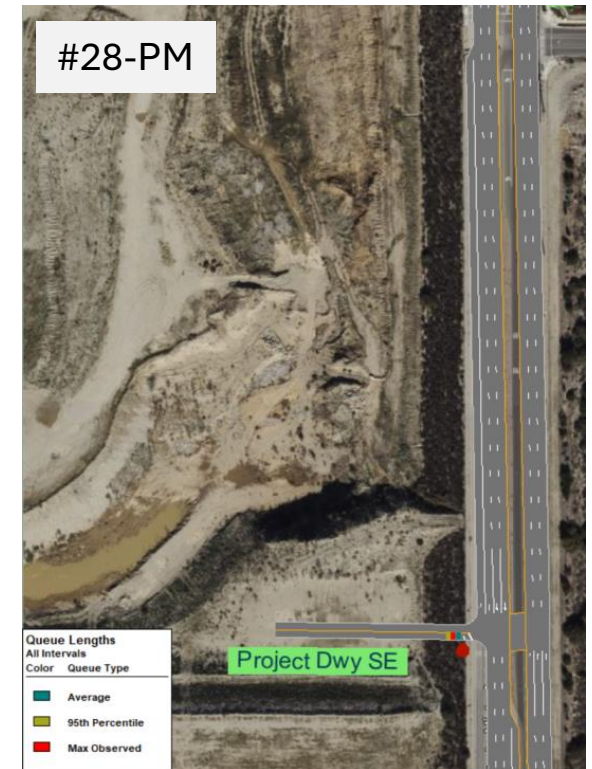 #28-PM
Project Dwy SE
Queue Lengths
All Intervals
Color Queue Type
Average
95th Percentile
Max Observed